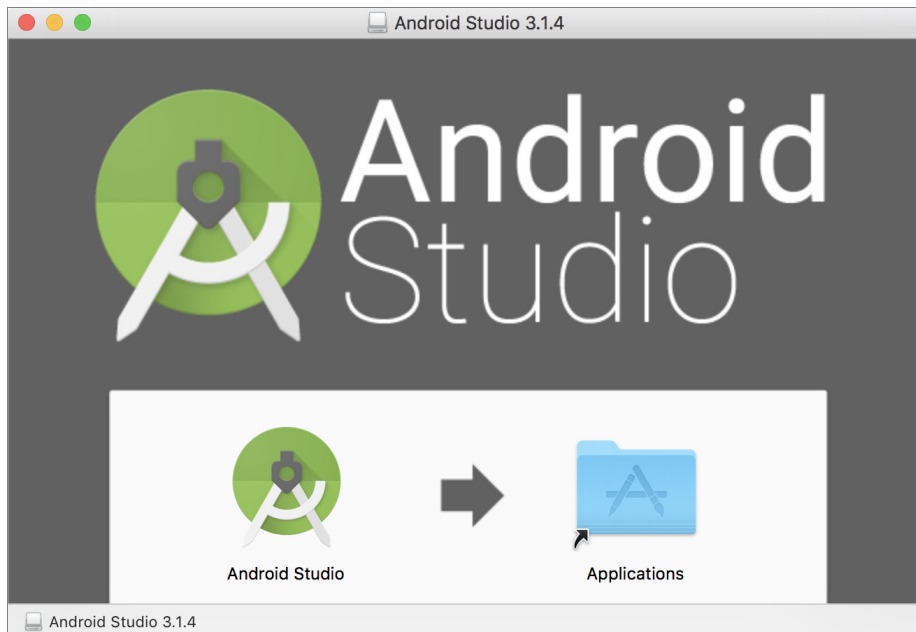 Android Studio 3.1.4
Android
Studio
Android Studio
Applications
Android Studio 3.1.4